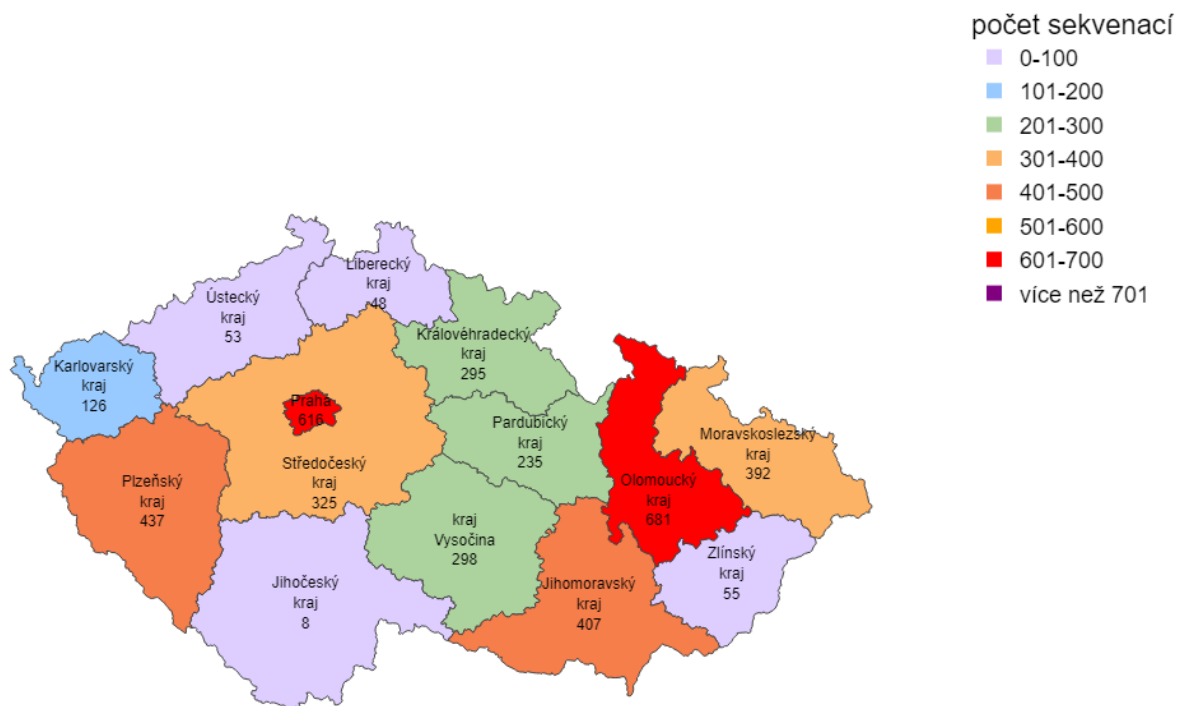 počet sekvenací
0-100
101-200
201-300
301-400
401-500
501-600
601-700
více než 701
Liberecký
kraj
48
Ústecký
kraj
53
Královéhradecký
kraj
295
Karlovarský
kraj
126
Praha
616
Pardubický
kraj
235
Moravskoslezský
kraj
392
Středočeský
kraj
325
Plzeňský
kraj
437
Olomoucký
kraj
681
kraj
Vysočina
298
Zlínský
kraj
55
Jihočeský
kraj
8
Jihomoravský
kraj
407